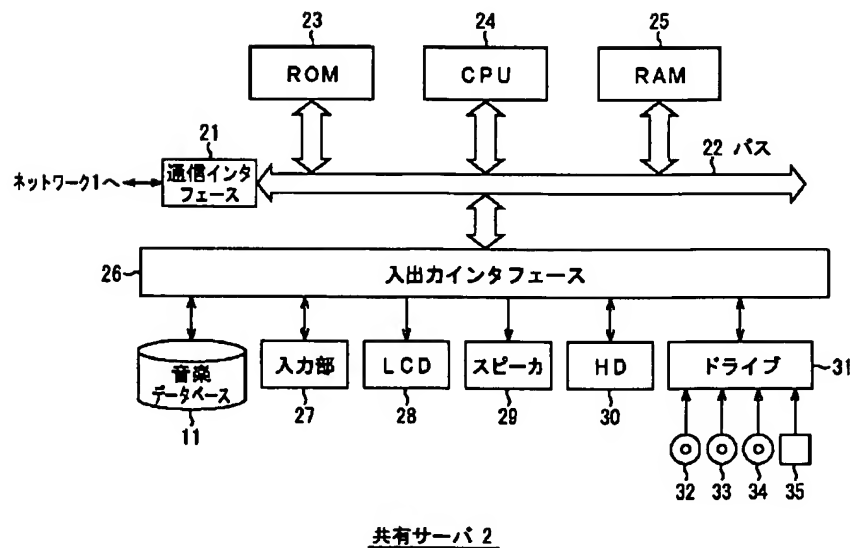 23
24
25
ROM
CPU
RAM
21
22 バス
通信インタ
フェース
ネットワーク1へ
26
入出力インタフェース
音楽
データベース
入力部
LCD
スピーカ
HD
ドライブ
31
11
27
28
29
30
32
33
34
35
共有サーバ 2